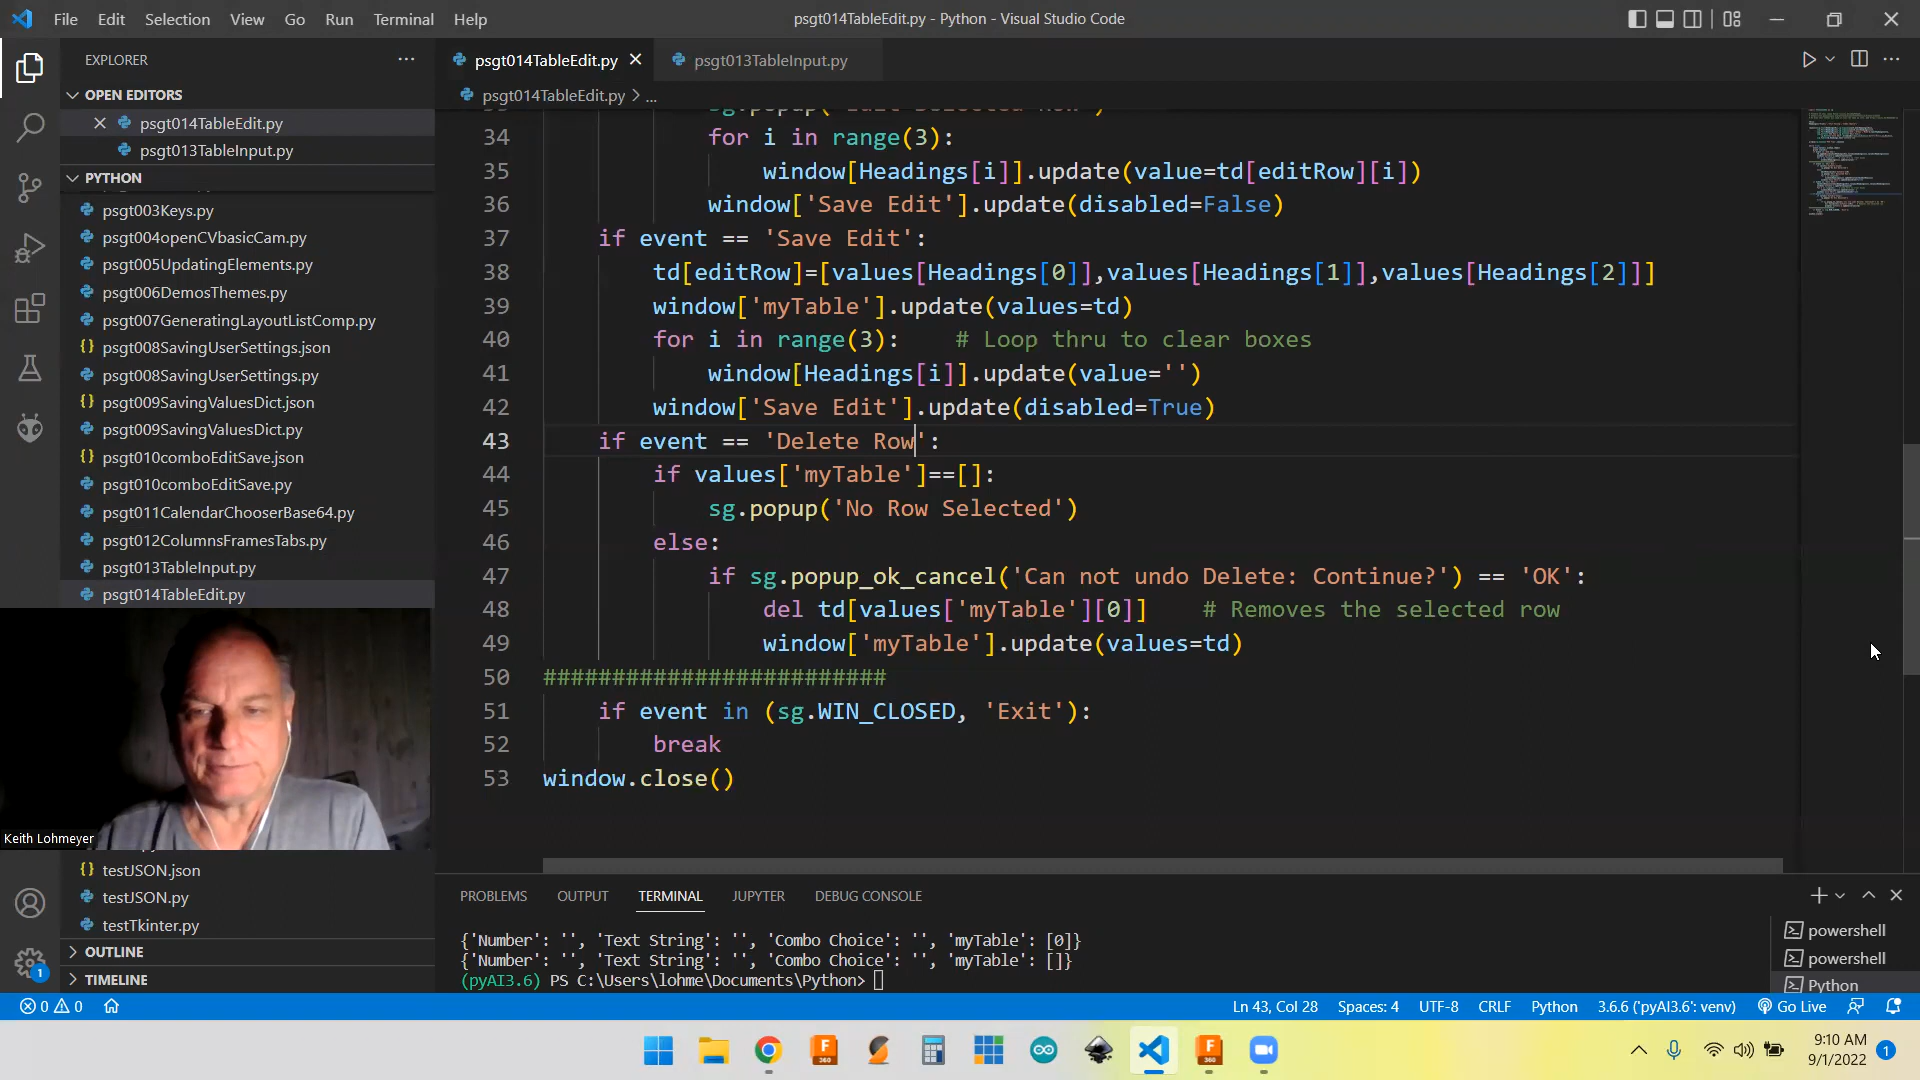 File Edit Selection View Go Run Terminal Help
psgt014TableEdit.py - Python - Visual Studio Code
EXPLORER
OPEN EDITORS
psgt014TableEdit.py
psgt013TableInput.py
PYTHON
psgt003Keys.py
psgt004openCVbasicCam.py
psgt005UpdatingElements.py
psgt006DemosThemes.py
psgt007GeneratingLayoutListComp.py
{} psgt008SavingUserSettings.json
psgt008SavingUserSettings.py
{} psgt009SavingValuesDict.json
psgt009SavingValuesDict.py
{} psgt010comboEditSave.json
psgt010comboEditSave.py
psgt011CalendarChooserBase64.py
psgt012ColumnsFramesTabs.py
psgt013TableInput.py
psgt014TableEdit.py
Keith Lohmeyer
{} testJSON.json
testJSON.py
testTkinter.py
OUTLINE
TIMELINE
psgt014TableEdit.py
psgt013TableInput.py
psgt014TableEdit.py > ...
34 for i in range(3):
35 window[Headings[i]].update(value=td[editRow][i])
36 window['Save Edit'].update(disabled=False)
37 if event == 'Save Edit':
38 td[editRow]=[values[Headings[0]],values[Headings[1]],values[Headings[2]]]
39 window['myTable'].update(values=td)
40 for i in range(3): # Loop thru to clear boxes
41 window[Headings[i]].update(value='')
42 window['Save Edit'].update(disabled=True)
43 if event == 'Delete Row':
44 if values['myTable']==[]:
45 sg.popup('No Row Selected')
46 else:
47 if sg.popup_ok_cancel('Can not undo Delete: Continue?') == 'OK':
48 del td[values['myTable'][0]] # Removes the selected row
49 window['myTable'].update(values=td)
50 #########################
51 if event in (sg.WIN_CLOSED, 'Exit'):
52 break
53 window.close()
PROBLEMS OUTPUT TERMINAL JUPYTER DEBUG CONSOLE
{'Number': '', 'Text String': '', 'Combo Choice': '', 'myTable': [0]}
{'Number': '', 'Text String': '', 'Combo Choice': '', 'myTable': []}
(pyAI3.6) PS C:\Users\lohme\Documents\Python>
powershell
powershell
Python
1
0 0
Ln 43, Col 28 Spaces: 4 UTF-8 CRLF Python 3.6.6 ('pyAI3.6': venv) Go Live
F 360
F 360
9:10 AM
9/1/2022
1